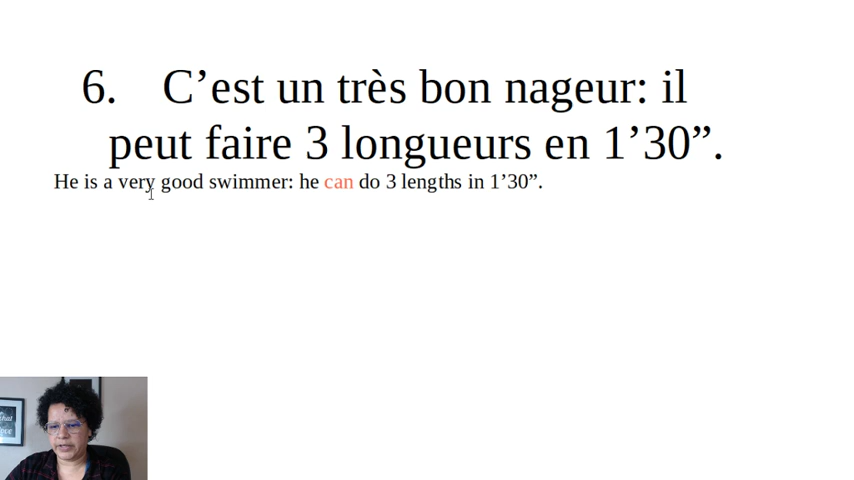 6. C’est un très bon nageur: il
peut faire 3 longueurs en 1’30”.
He is a very good swimmer: he can do 3 lengths in 1’30”.